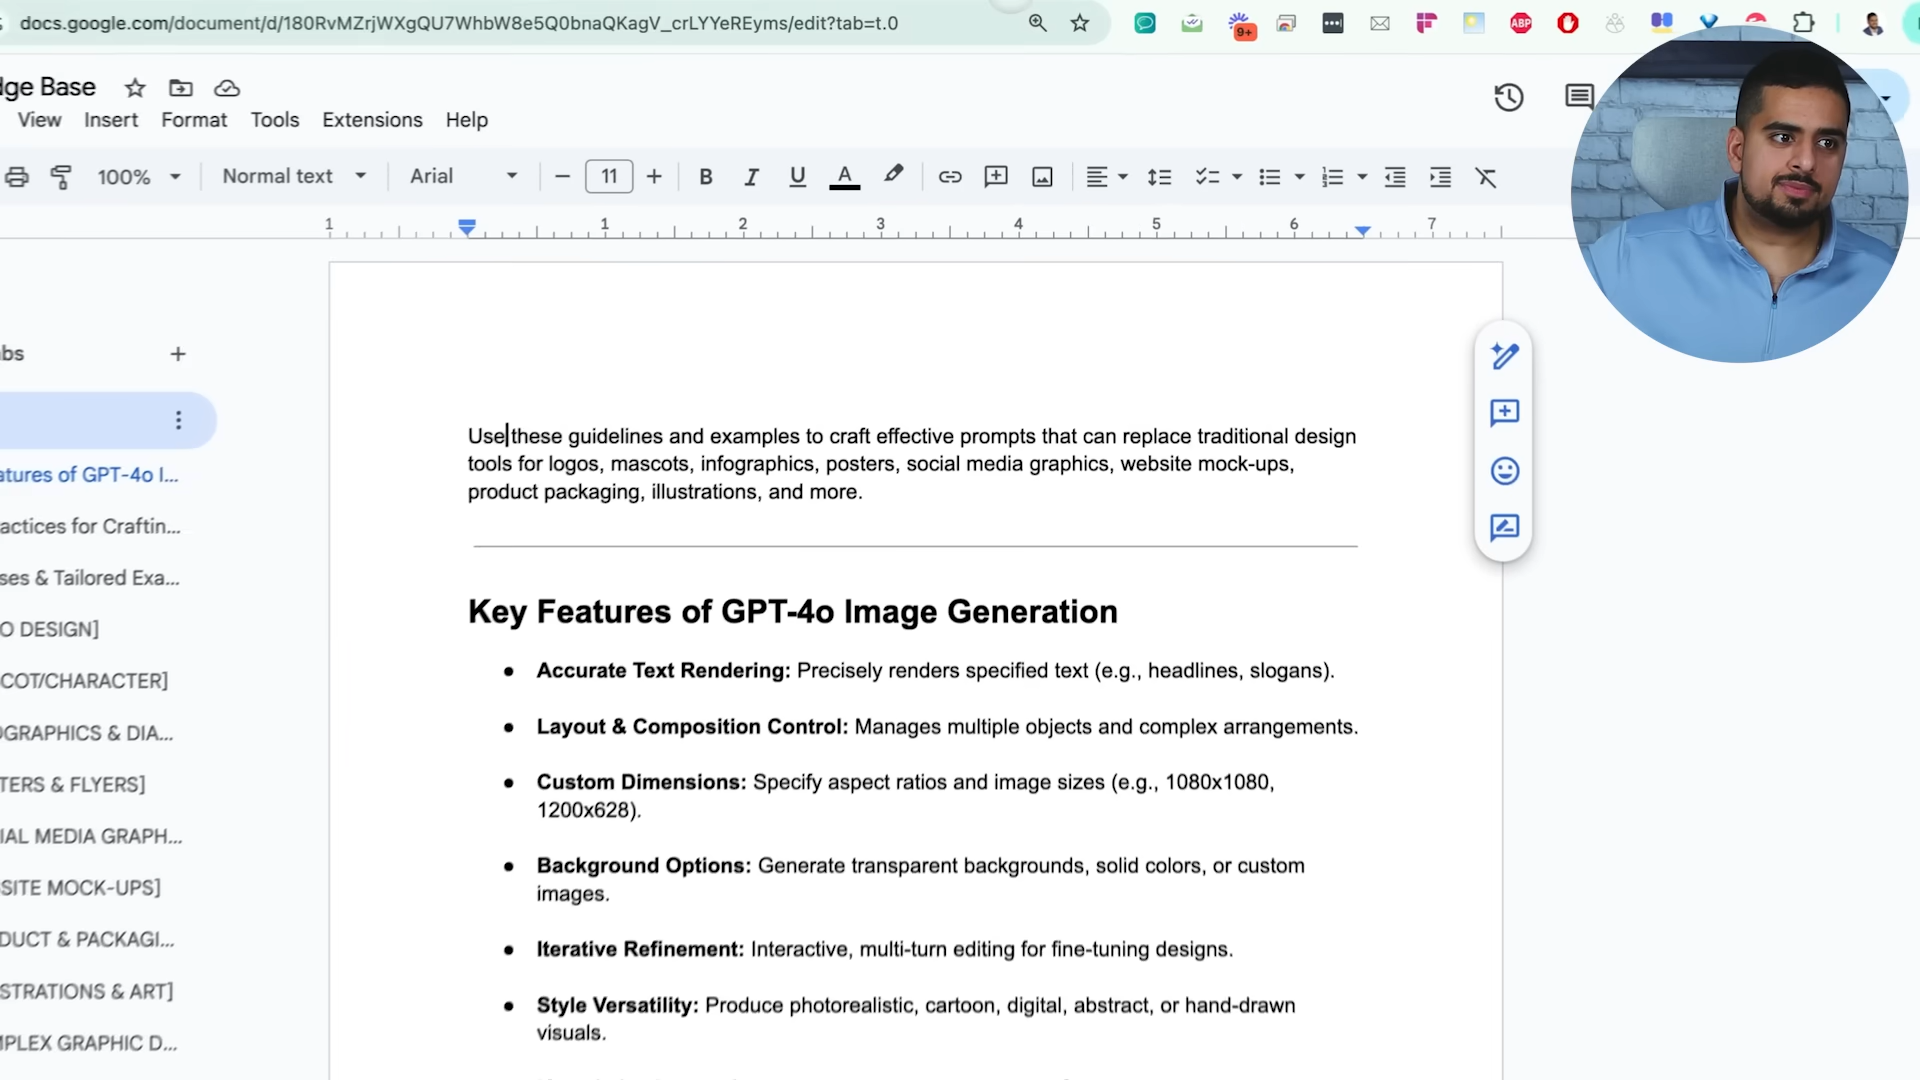 docs.google.com/document/d/180RvMZrjWXgQU7WhbW8e5Q0bnaQKagV_crLYYeREyms/edit?tab=t.0
9+
ABP
dge Base
View Insert Format Tools Extensions Help
100% Normal text Arial 11 B I U A
1 1 2 3 4 5 6 7
abs
atures of GPT-4o I...
actices for Craftin...
ses & Tailored Exa...
O DESIGN]
COT/CHARACTER]
OGRAPHICS & DIA...
TERS & FLYERS]
IAL MEDIA GRAPH...
SITE MOCK-UPS]
DUCT & PACKAGI...
STRATIONS & ART]
MPLEX GRAPHIC D...
Use these guidelines and examples to craft effective prompts that can replace traditional design
tools for logos, mascots, infographics, posters, social media graphics, website mock-ups,
product packaging, illustrations, and more.
Key Features of GPT-4o Image Generation
● Accurate Text Rendering: Precisely renders specified text (e.g., headlines, slogans).
● Layout & Composition Control: Manages multiple objects and complex arrangements.
● Custom Dimensions: Specify aspect ratios and image sizes (e.g., 1080x1080,
1200x628).
● Background Options: Generate transparent backgrounds, solid colors, or custom
images.
● Iterative Refinement: Interactive, multi-turn editing for fine-tuning designs.
● Style Versatility: Produce photorealistic, cartoon, digital, abstract, or hand-drawn
visuals.